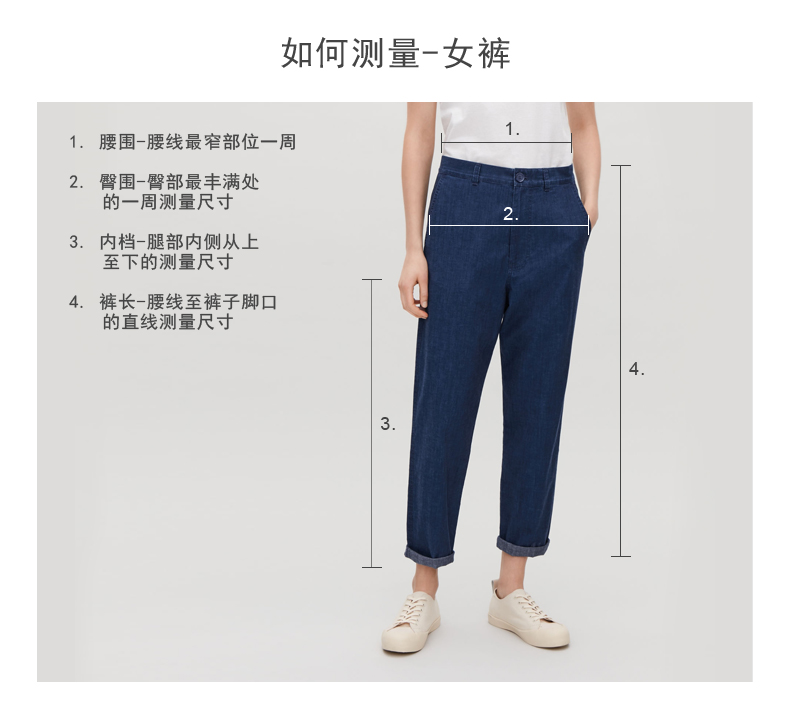 如何测量-女裤
1. 腰围-腰线最窄部位一周
2. 臀围-臀部最丰满处
的一周测量尺寸
3. 内档-腿部内侧从上
至下的测量尺寸
4. 裤长-腰线至裤子脚口
的直线测量尺寸
1.
2.
3.
4.